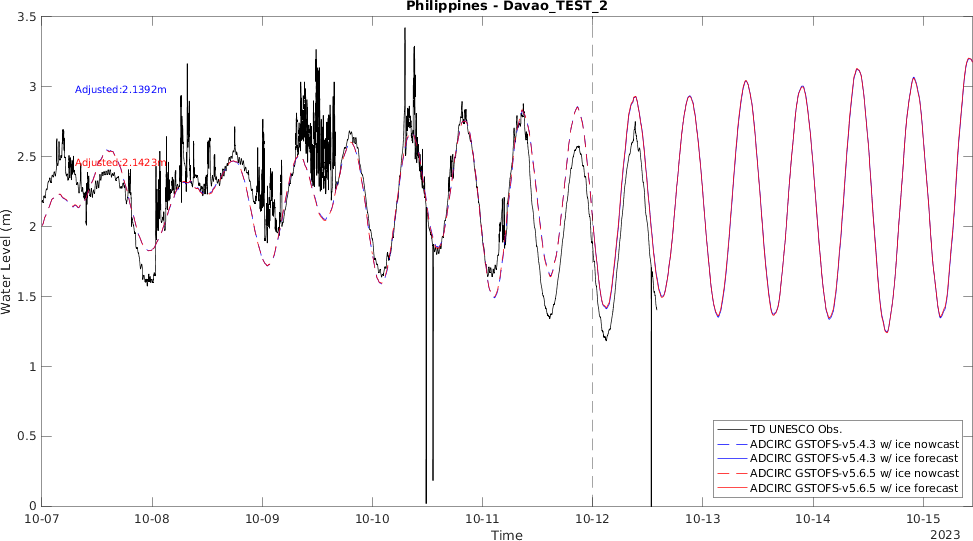 Philippines - Davao_TEST_2
3.5
3
2.5
2
1.5
1
0.5
0
Water Level (m)
Adjusted:2.1392m
Adjusted:2.1423m
TD UNESCO Obs.
ADCIRC GSTOFS-v5.4.3 w/ ice nowcast
ADCIRC GSTOFS-v5.4.3 w/ ice forecast
ADCIRC GSTOFS-v5.6.5 w/ ice nowcast
ADCIRC GSTOFS-v5.6.5 w/ ice forecast
10-07 10-08 10-09 10-10 10-11 10-12 10-13 10-14 10-15
Time
2023